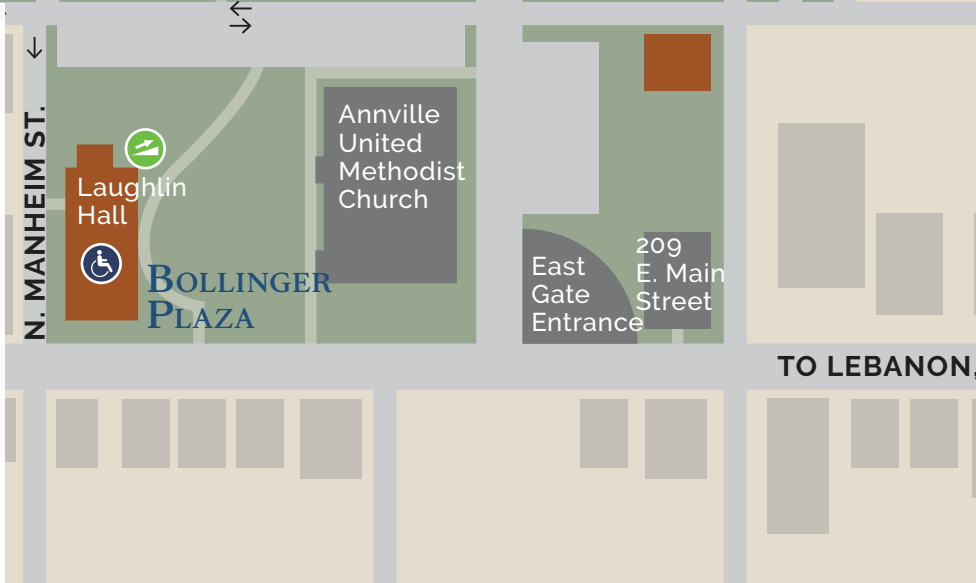 N. MANHEIM ST.
Annville
United
Methodist
Church
Laughlin
Hall
BOLLINGER
PLAZA
East
Gate
Entrance
209
E. Main
Street
TO LEBANON,